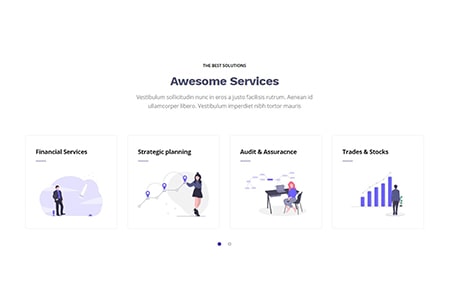 THE BEST SOLUTIONS
Awesome Services
Vestibulum sollicitudin nunc in eros a justo facilisis rutrum. Aenean id
ullamcorper libero. Vestibulum imperdiet nibh tortor mauris.
Financial Services
Strategic planning
Audit & Assuracnce
Trades & Stocks